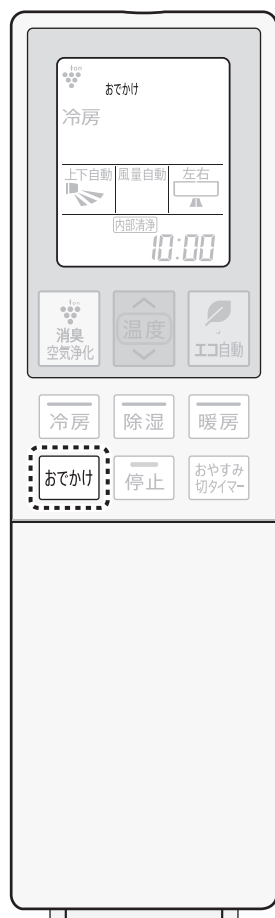 ion
おでかけ
冷房
上下自動 風量自動 左右
内部清浄
10:00
ion
消臭
空気浄化
温度
エコ自動
冷房 除湿 暖房
おでかけ 停止 おやすみ
切タイマー